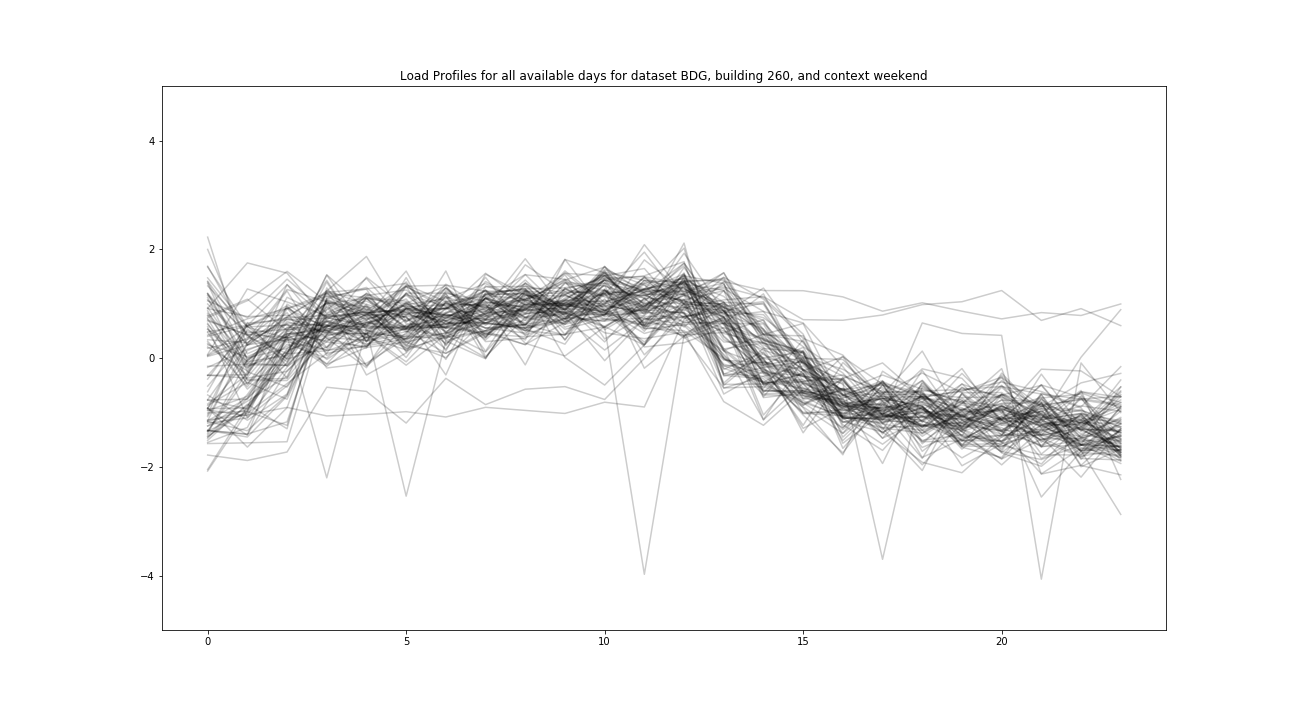 Load Profiles for all available days for dataset BDG, building 260, and context weekend
4
2
0
−2
−4
0 5 10 15 20